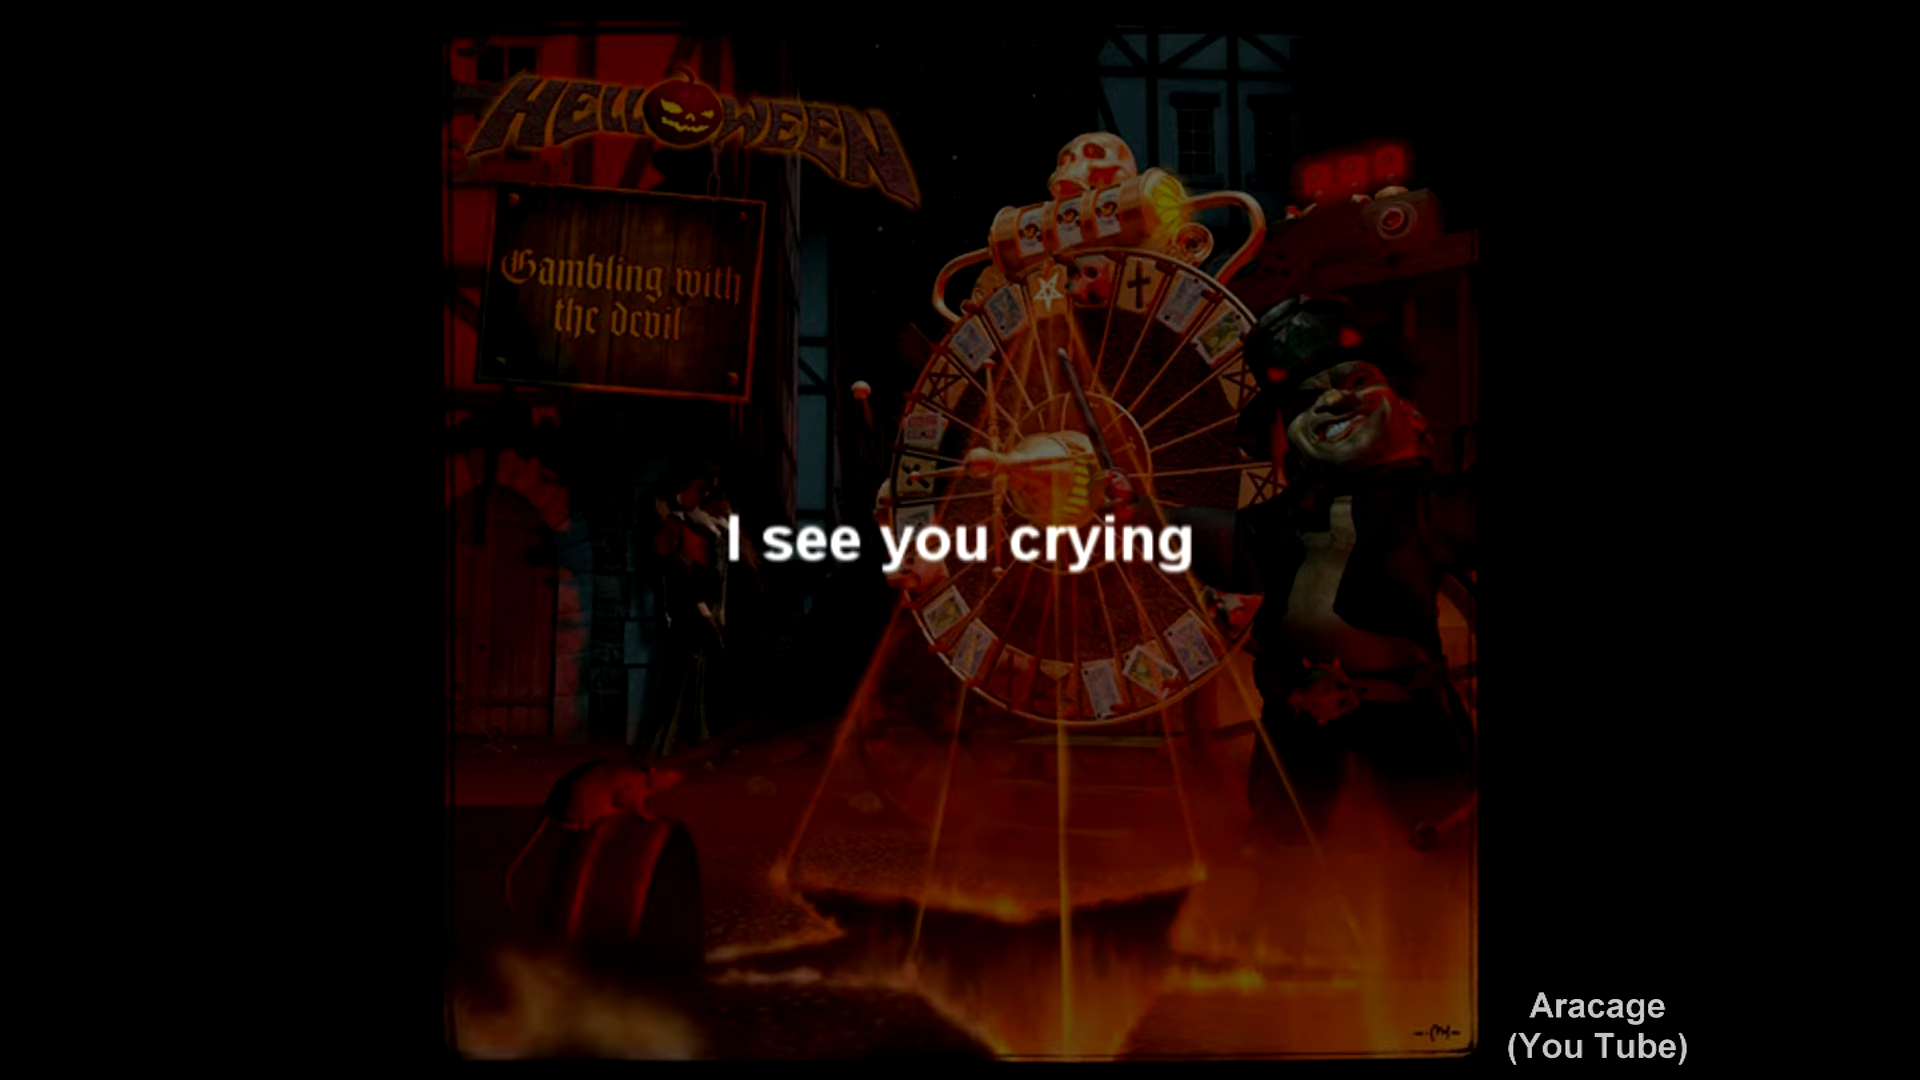 HELLOWEEN
Gambling with
the devil
I see you crying
Aracage
(You Tube)